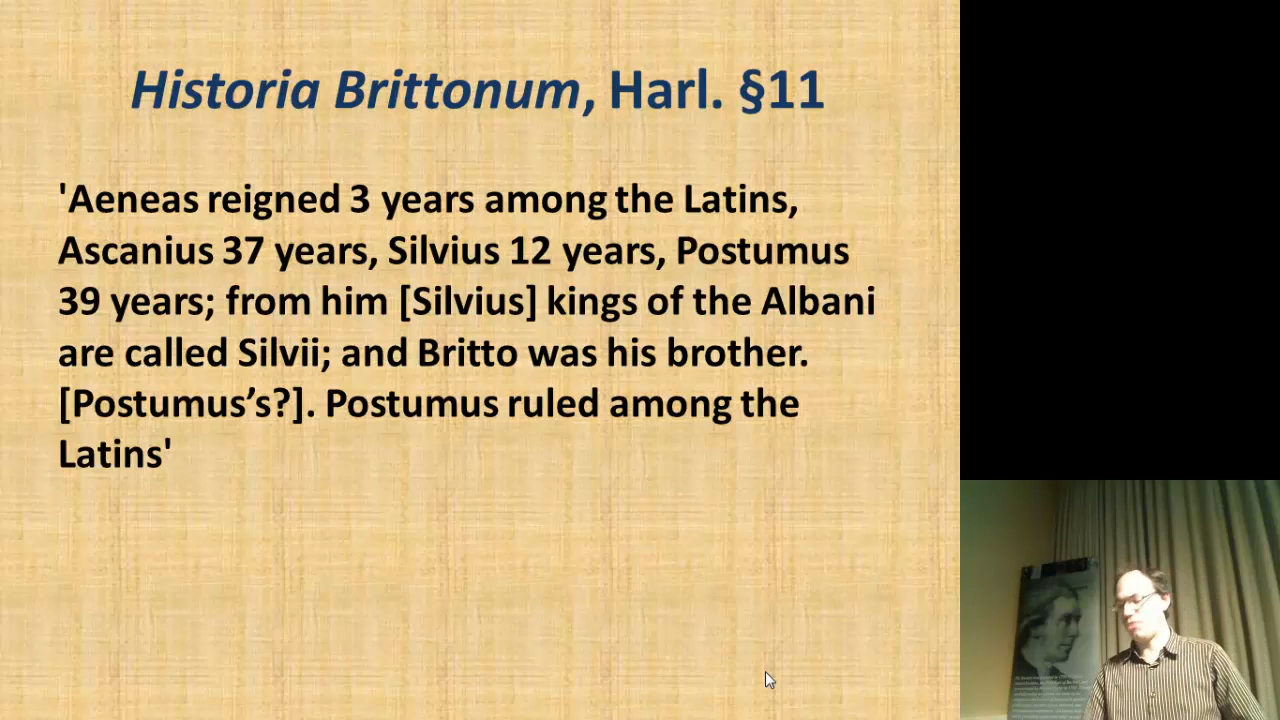 Historia Brittonum, Harl. §11
'Aeneas reigned 3 years among the Latins,
Ascanius 37 years, Silvius 12 years, Postumus
39 years; from him [Silvius] kings of the Albani
are called Silvii; and Britto was his brother.
[Postumus’s?]. Postumus ruled among the
Latins'